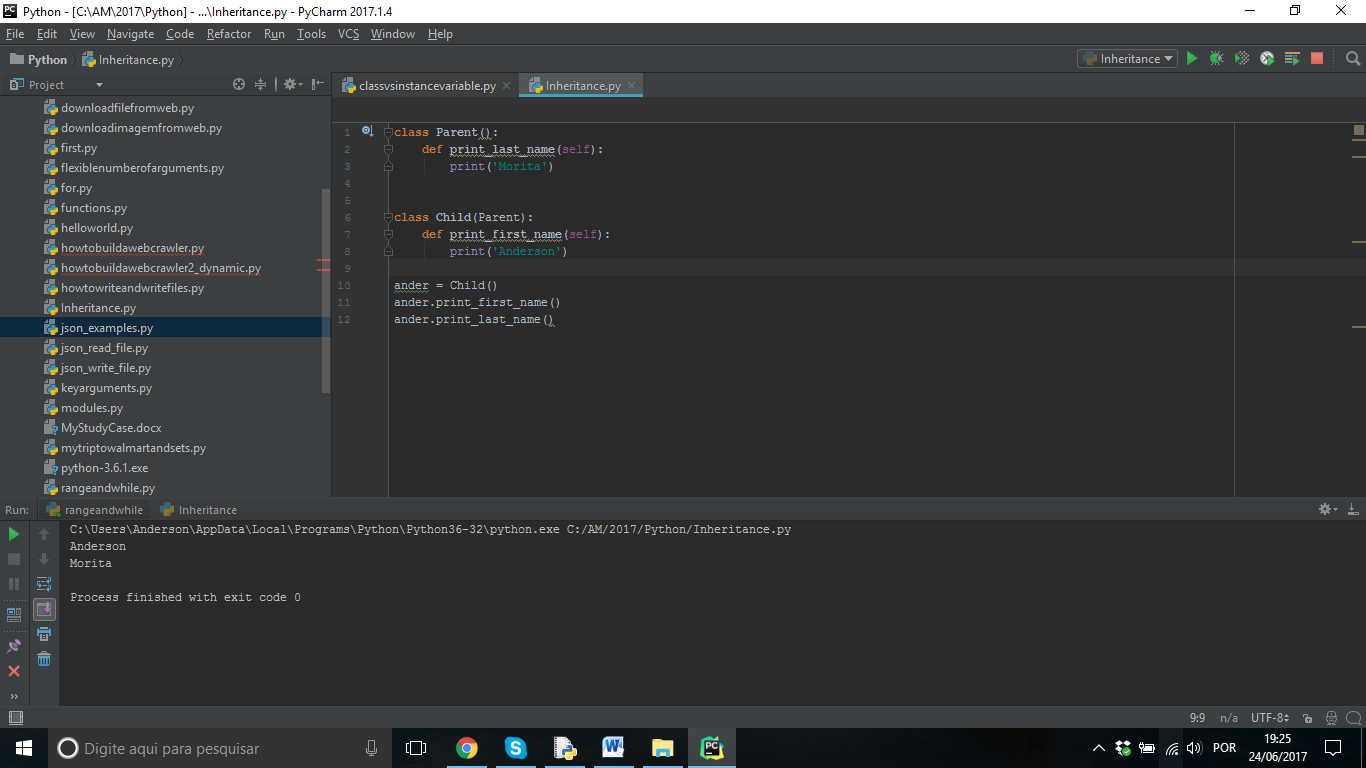 Python - [C:\AM\2017\Python] - ...\Inheritance.py - PyCharm 2017.1.4
File Edit View Navigate Code Refactor Run Tools VCS Window Help
Python Inheritance.py Inheritance
Project
classvsinstancevariable.py Inheritance.py
downloadfilefromweb.py
downloadimagemfromweb.py
first.py
flexiblenumberofarguments.py
for.py
functions.py
helloworld.py
howtobuildawebcrawler.py
howtobuildawebcrawler2_dynamic.py
howtowriteandwritefiles.py
Inheritance.py
json_examples.py
json_read_file.py
json_write_file.py
keyarguments.py
modules.py
MyStudyCase.docx
mytriptowalmartandsets.py
python-3.6.1.exe
rangeandwhile.py
1 class Parent():
2     def print_last_name(self):
3         print('Morita')
4
5
6 class Child(Parent):
7     def print_first_name(self):
8         print('Anderson')
9
10 ander = Child()
11 ander.print_first_name()
12 ander.print_last_name()
Run: rangeandwhile Inheritance
C:\Users\Anderson\AppData\Local\Programs\Python\Python36-32\python.exe C:/AM/2017/Python/Inheritance.py
Anderson
Morita
Process finished with exit code 0
9:9 n/a UTF-8
Digite aqui para pesquisar
POR
19:25
24/06/2017